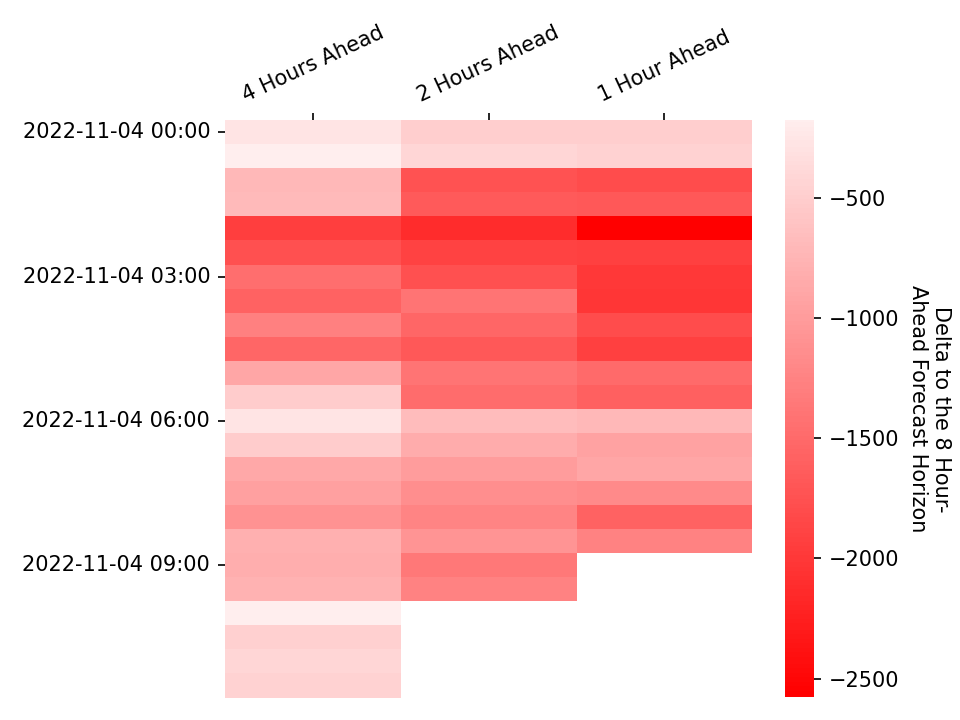 4 Hours Ahead
2 Hours Ahead
1 Hour Ahead
2022-11-04 00:00
2022-11-04 03:00
2022-11-04 06:00
2022-11-04 09:00
−500
−1000
−1500
−2000
−2500
Delta to the 8 Hour-
Ahead Forecast Horizon